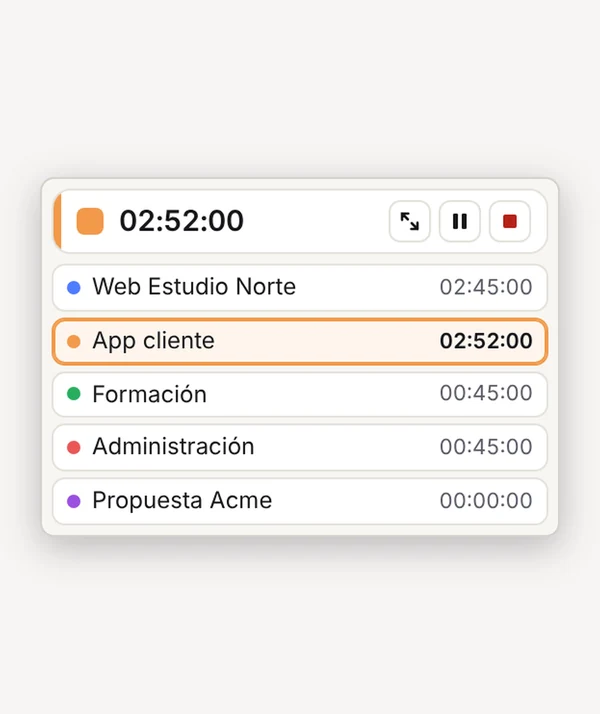 02:52:00
Web Estudio Norte 02:45:00
App cliente 02:52:00
Formación 00:45:00
Administración 00:45:00
Propuesta Acme 00:00:00